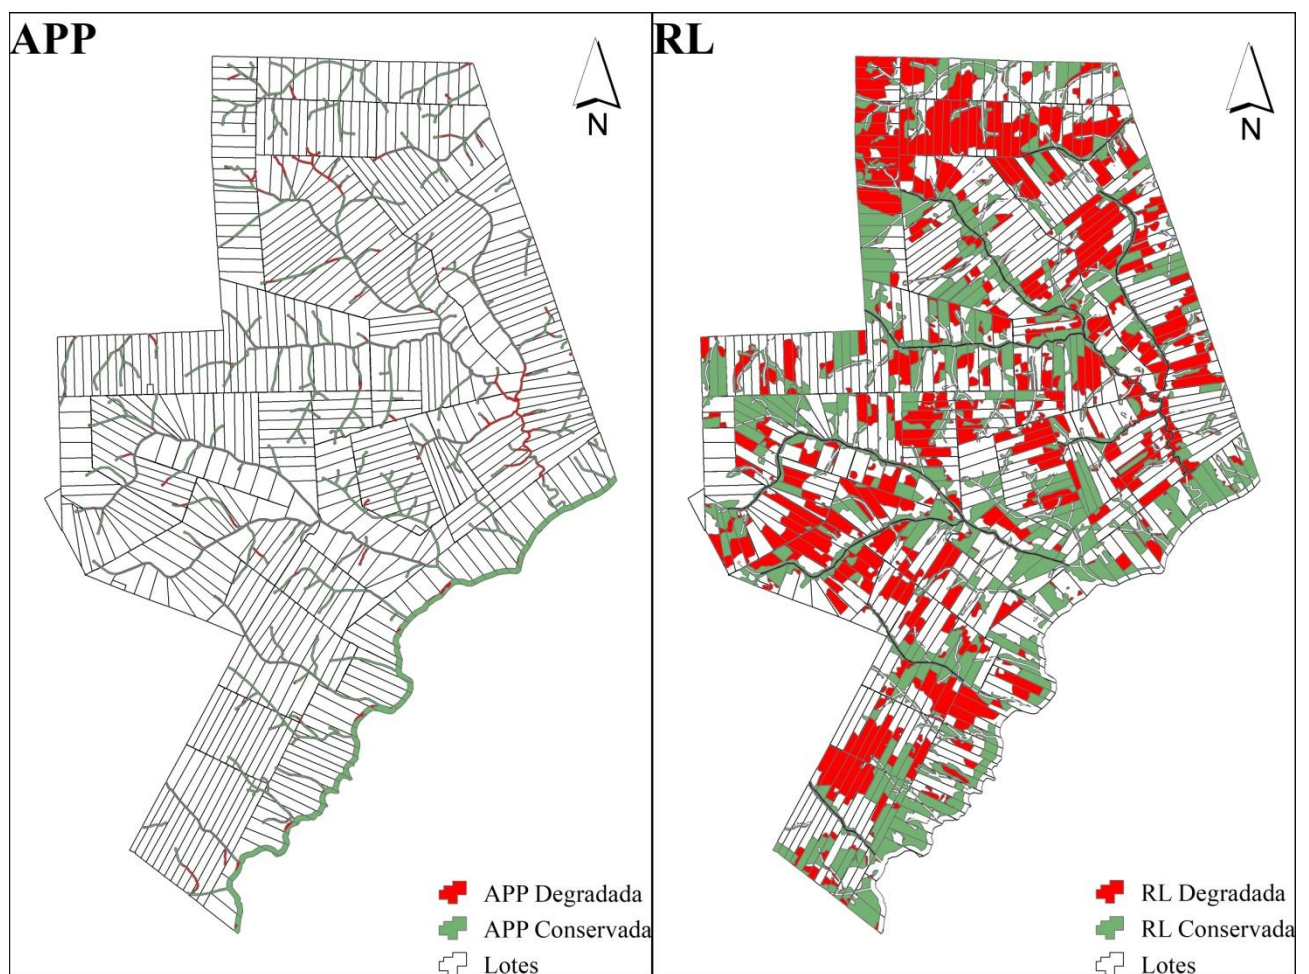 APP
N
APP Degradada
APP Conservada
Lotes
RL
N
RL Degradada
RL Conservada
Lotes